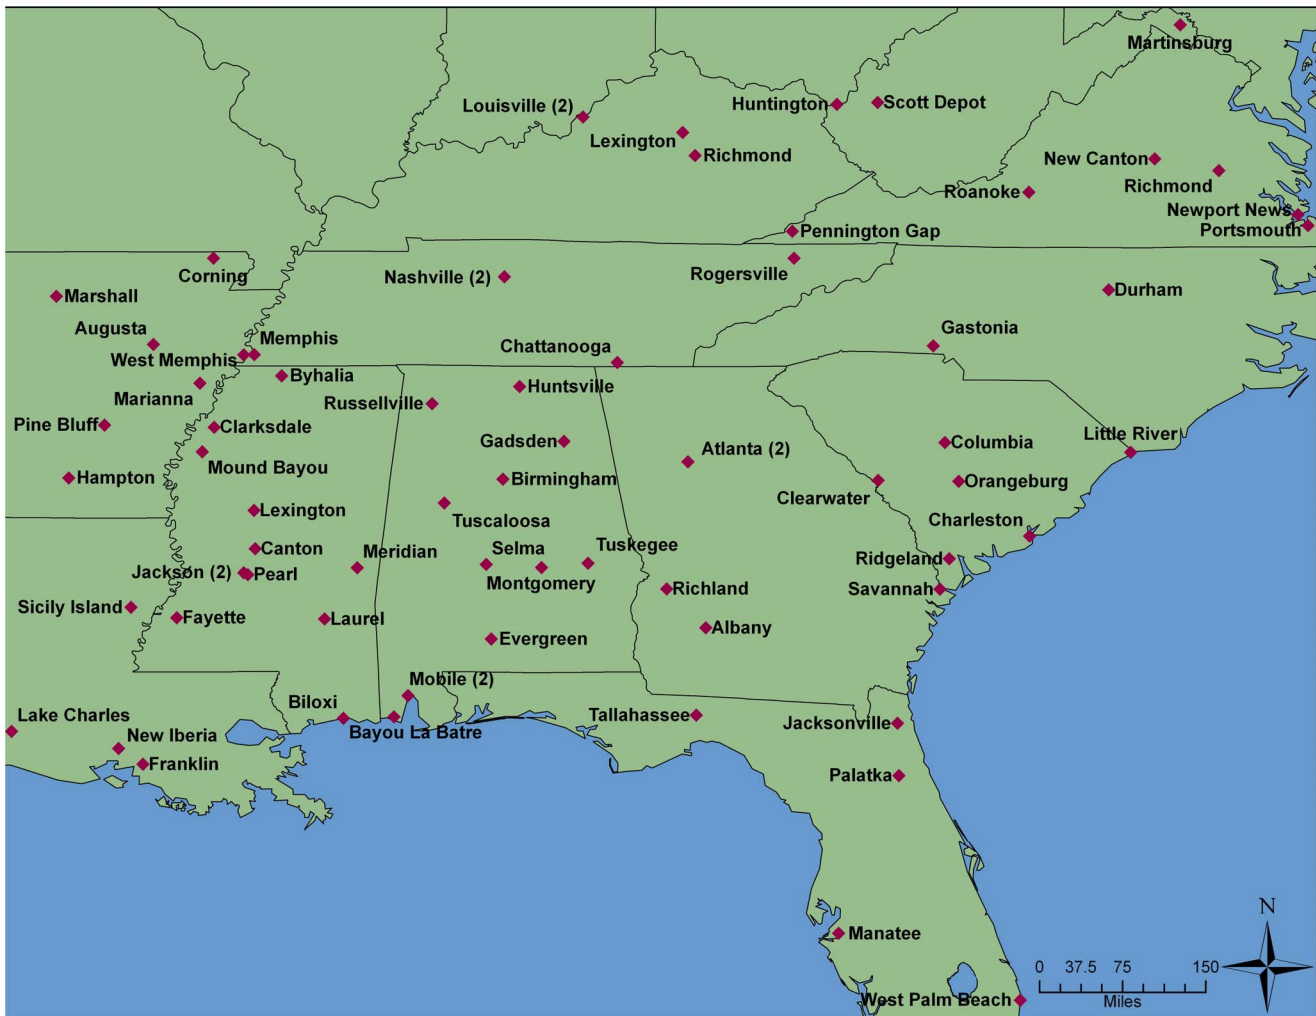 Martinsburg
Louisville (2)
Huntington
Scott Depot
Lexington
Richmond
New Canton
Richmond
Roanoke
Newport News
Portsmouth
Pennington Gap
Corning
Nashville (2)
Rogersville
Marshall
Durham
Augusta
Memphis
Gastonia
West Memphis
Chattanooga
Byhalia
Huntsville
Marianna
Russellville
Pine Bluff
Clarksdale
Gadsden
Columbia
Little River
Mound Bayou
Atlanta (2)
Hampton
Birmingham
Clearwater
Orangeburg
Lexington
Tuscaloosa
Charleston
Canton
Meridian
Selma
Tuskegee
Jackson (2)
Pearl
Montgomery
Ridgeland
Richland
Savannah
Sicily Island
Fayette
Laurel
Albany
Evergreen
Mobile (2)
Biloxi
Lake Charles
Tallahassee
Jacksonville
New Iberia
Bayou La Batre
Franklin
Palatka
N
Manatee
0 37.5 75 150
Miles
West Palm Beach